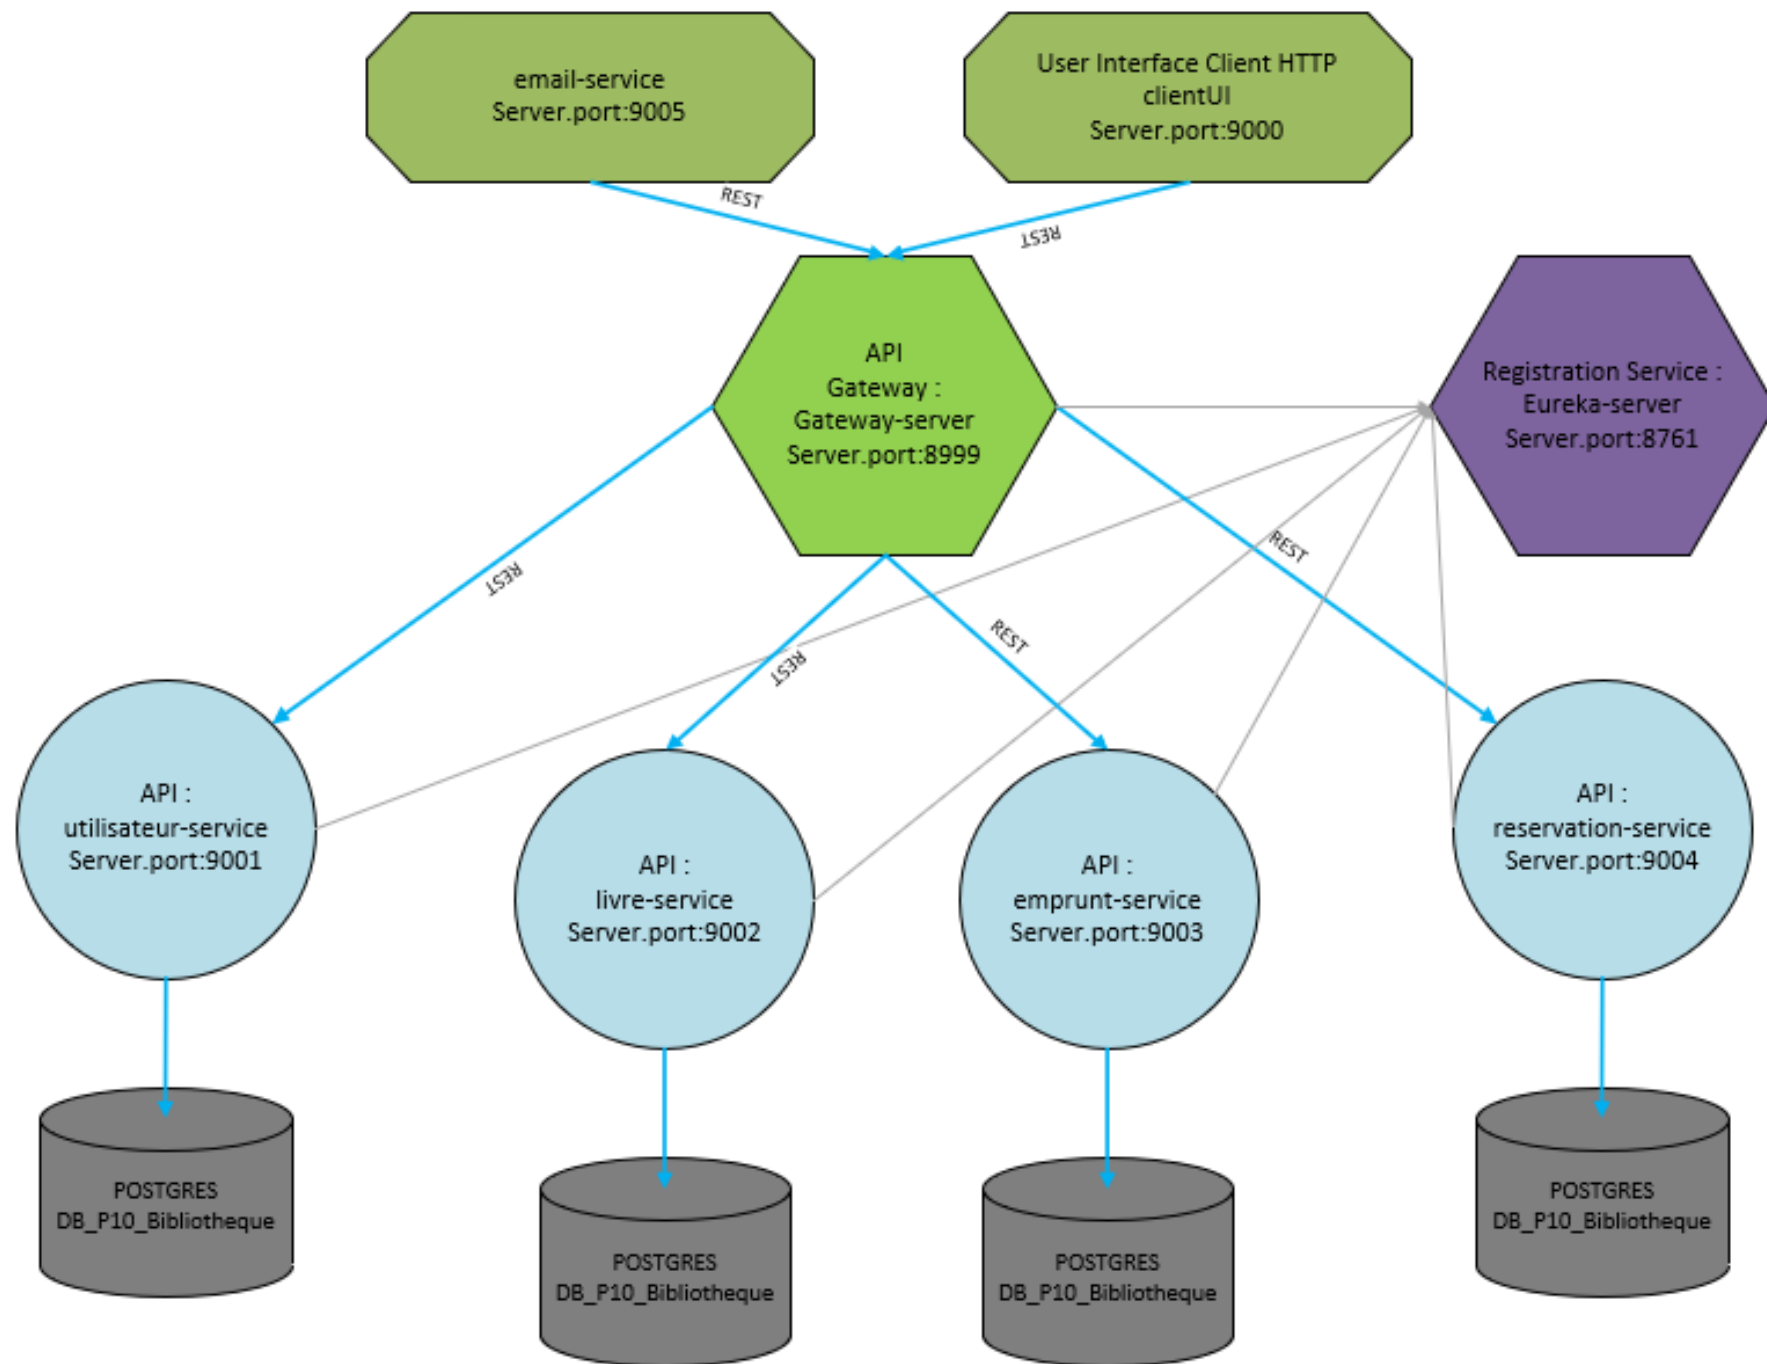 email-service
Server.port:9005
User Interface Client HTTP
clientUI
Server.port:9000
REST
REST
API
Gateway :
Gateway-server
Server.port:8999
Registration Service :
Eureka-server
Server.port:8761
REST
REST
REST
REST
API :
utilisateur-service
Server.port:9001
API :
livre-service
Server.port:9002
API :
emprunt-service
Server.port:9003
API :
reservation-service
Server.port:9004
POSTGRES
DB_P10_Bibliotheque
POSTGRES
DB_P10_Bibliotheque
POSTGRES
DB_P10_Bibliotheque
POSTGRES
DB_P10_Bibliotheque